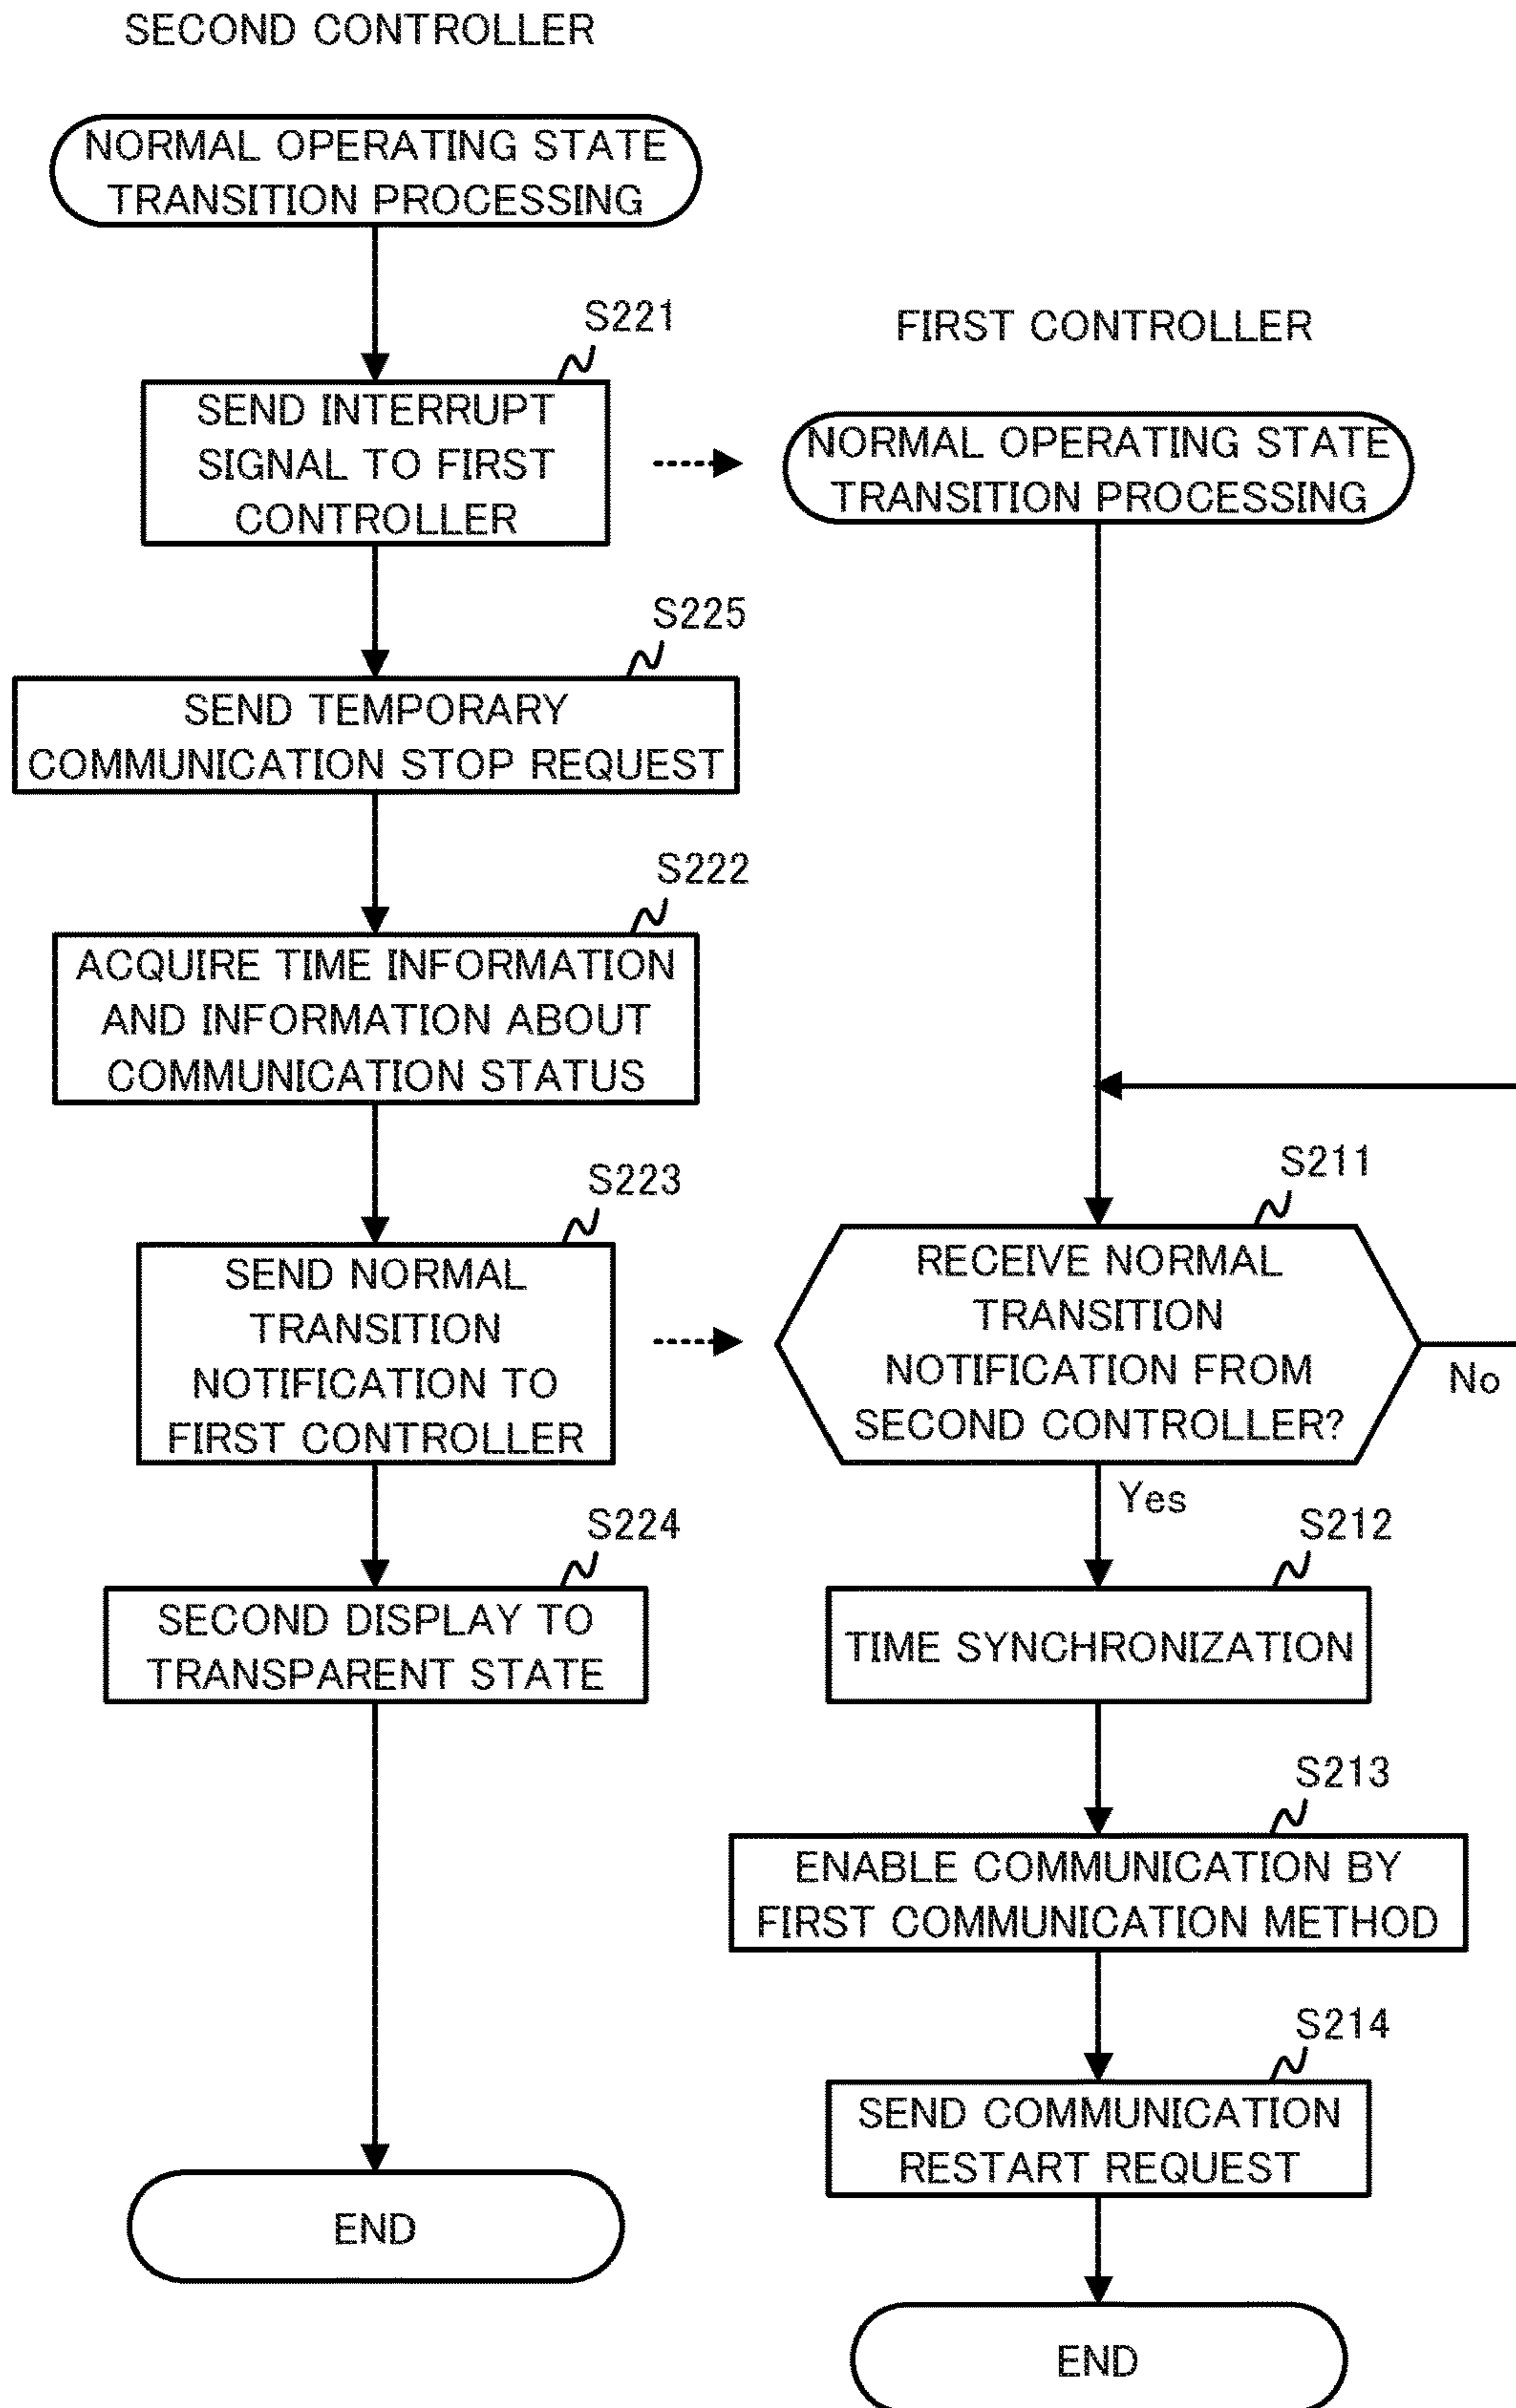 SECOND CONTROLLER
NORMAL OPERATING STATE
TRANSITION PROCESSING
S221
SEND INTERRUPT
SIGNAL TO FIRST
CONTROLLER
S225
SEND TEMPORARY
COMMUNICATION STOP REQUEST
S222
ACQUIRE TIME INFORMATION
AND INFORMATION ABOUT
COMMUNICATION STATUS
S223
SEND NORMAL
TRANSITION
NOTIFICATION TO
FIRST CONTROLLER
S224
SECOND DISPLAY TO
TRANSPARENT STATE
END
FIRST CONTROLLER
NORMAL OPERATING STATE
TRANSITION PROCESSING
S211
RECEIVE NORMAL
TRANSITION
NOTIFICATION FROM
SECOND CONTROLLER?
No
Yes
S212
TIME SYNCHRONIZATION
S213
ENABLE COMMUNICATION BY
FIRST COMMUNICATION METHOD
S214
SEND COMMUNICATION
RESTART REQUEST
END